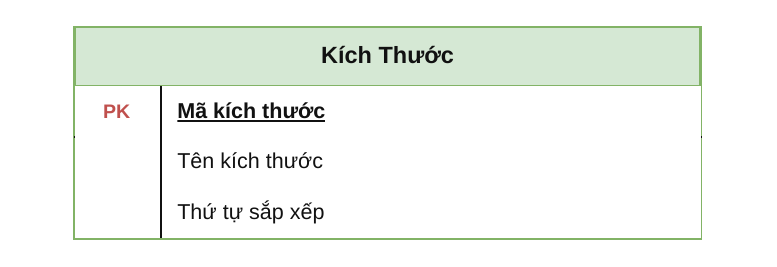 Kích Thước
PK Mã kích thước
Tên kích thước
Thứ tự sắp xếp